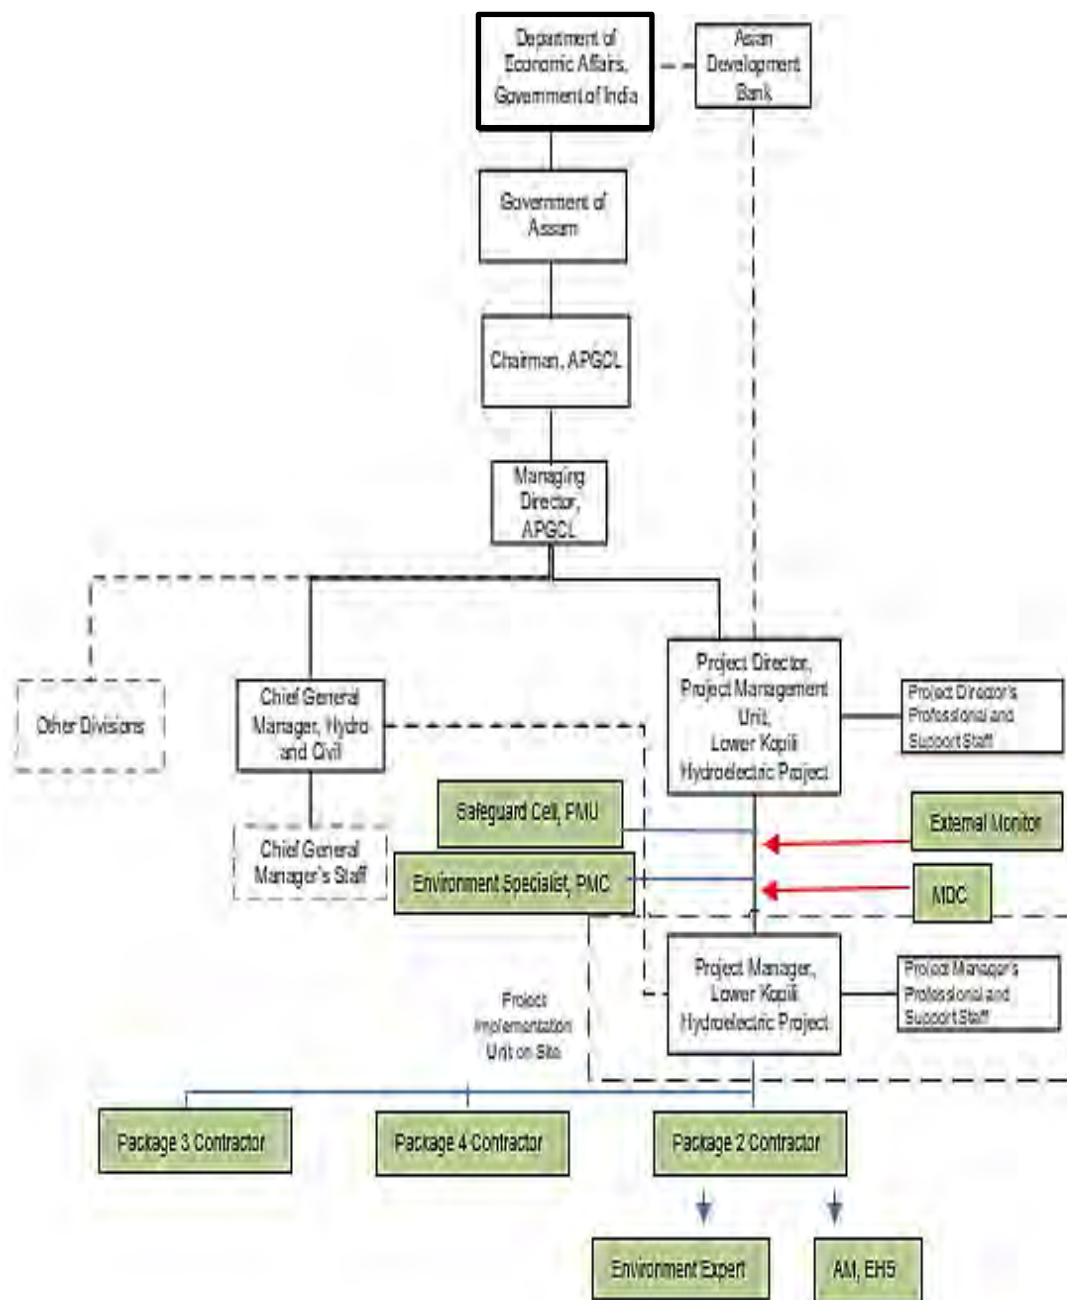 Department of
Economic Affairs,
Government of India
Asian
Development
Bank
Government of
Assam
Chairman, APGCL
Managing
Director,
APGCL
Other Divisions
Chief General
Manager, Hydro
and Civil
Project Director,
Project Management
Unit,
Lower Kopili
Hydroelectric Project
Project Director's
Professional and
Support Staff
Safeguard Cell, PMU
External Monitor
Chief General
Manager's Staff
Environment Specialist, PMC
MDC
Project Manager,
Lower Kopili
Hydroelectric Project
Project Manager's
Professional and
Support Staff
Project
Implementation
Unit on Site
Package 3 Contractor
Package 4 Contractor
Package 2 Contractor
Environment Expert
AM, EHS